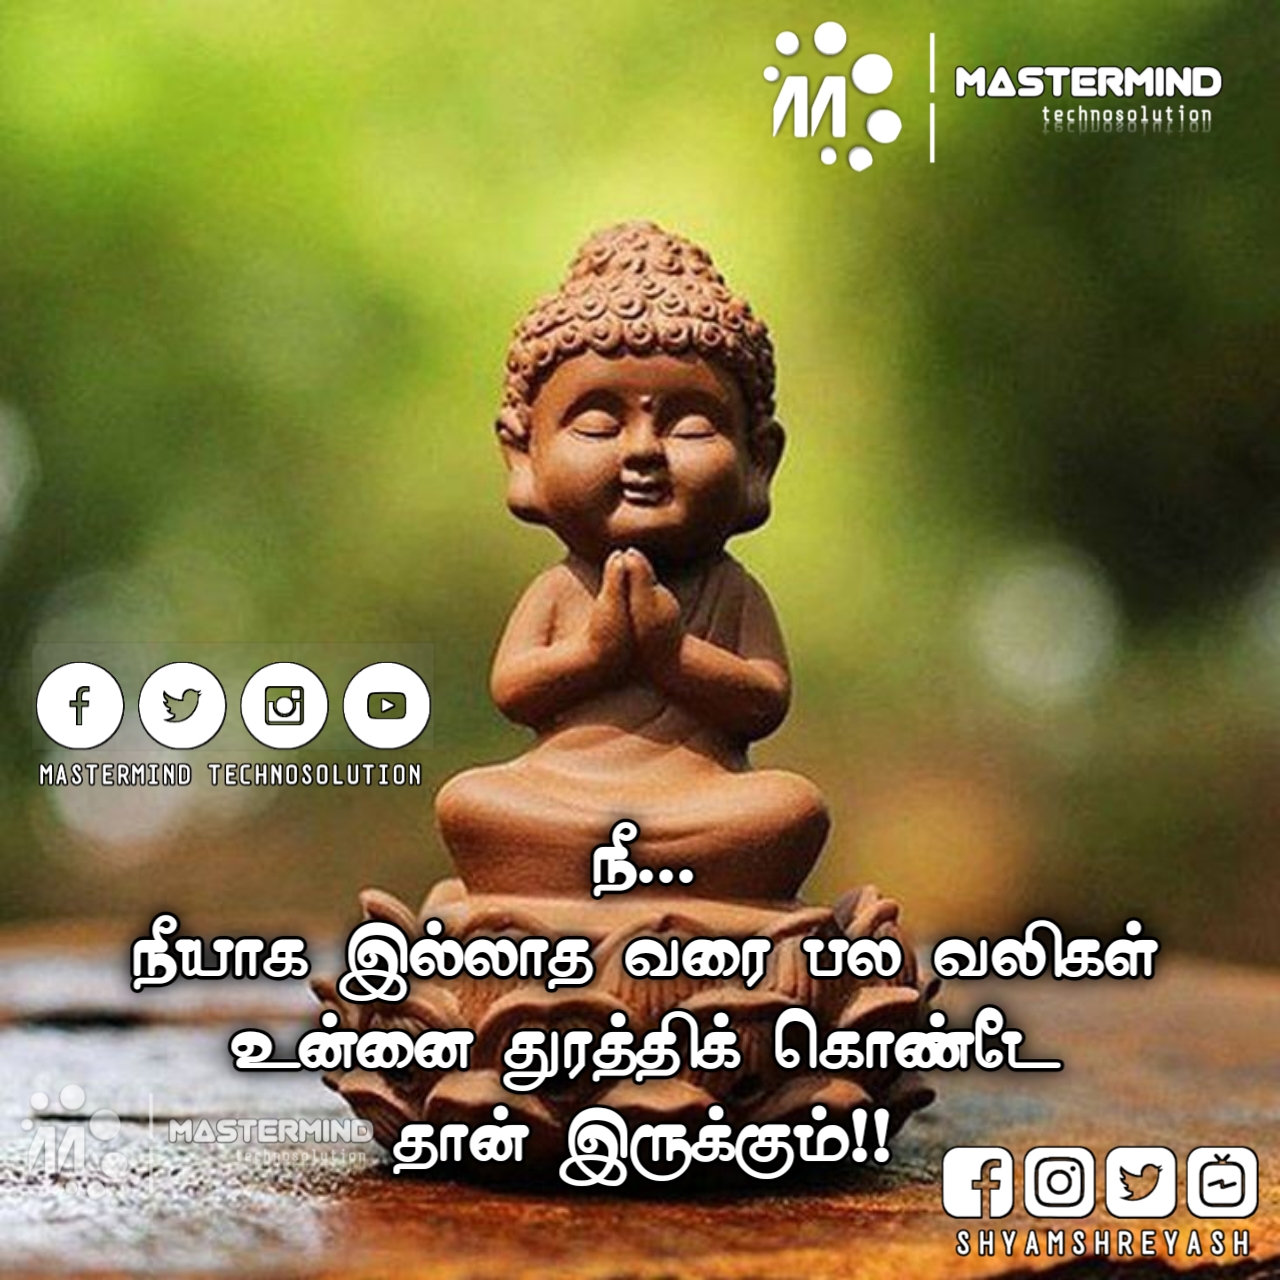 MASTERMIND
technosolution
MASTERMIND TECHNOSOLUTION
நீ...
நீயாக இல்லாத வரை பல வலிகள்
உன்னை துரத்திக் கொண்டே
தான் இருக்கும்!!
MASTERMIND
technosolution
SHYAMSHREYASH